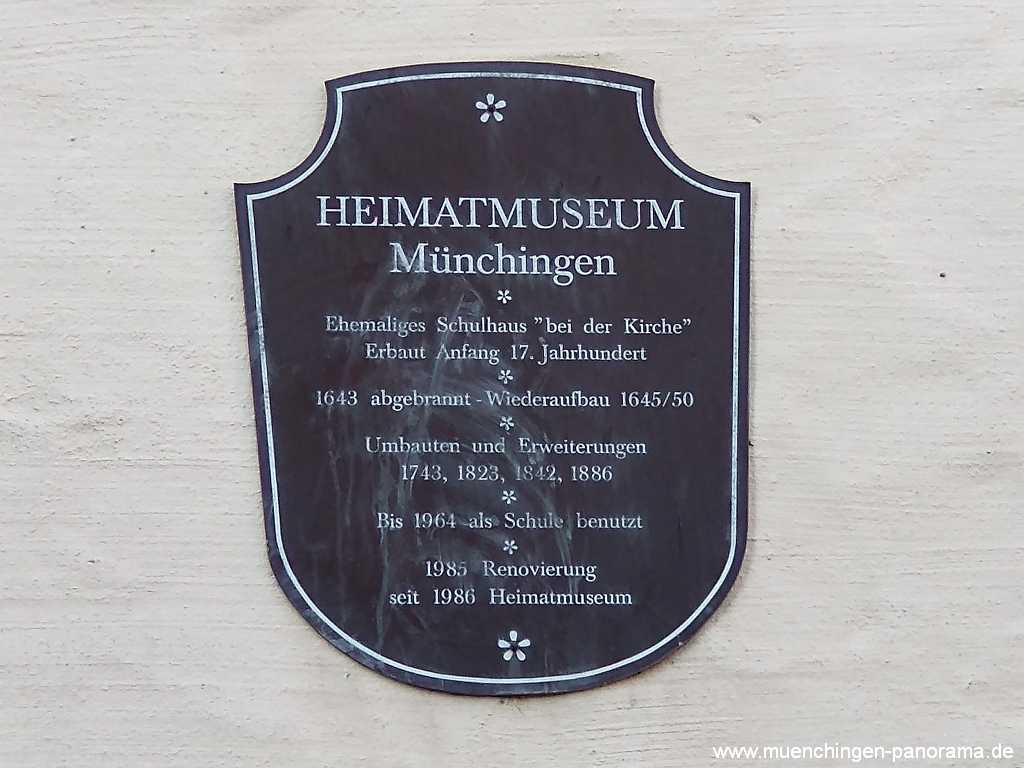 HEIMATMUSEUM
Münchingen
Ehemaliges Schulhaus ”bei der Kirche”
Erbaut Anfang 17. Jahrhundert
1643 abgebrannt - Wiederaufbau 1645/50
Umbauten und Erweiterungen
1743, 1823, 1842, 1886
Bis 1964 als Schule benutzt
1985 Renovierung
seit 1986 Heimatmuseum
www.muenchingen-panorama.de